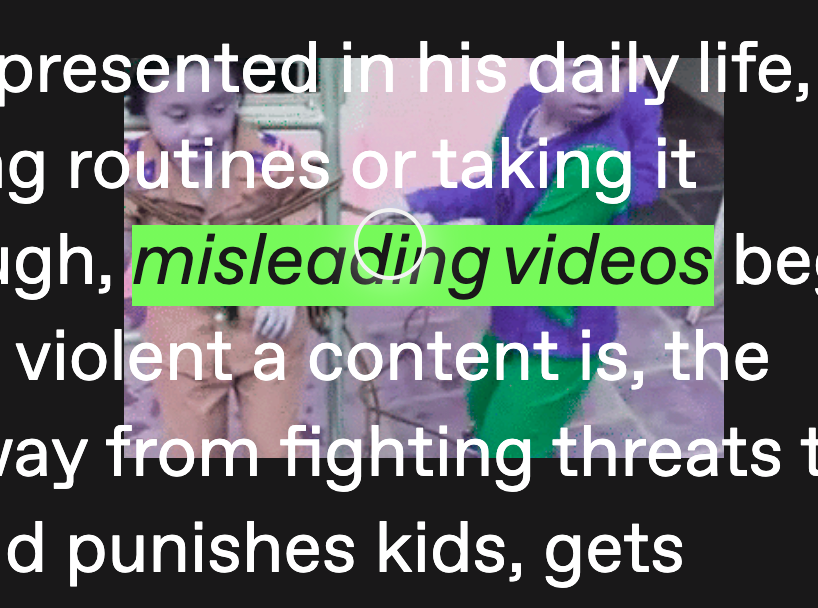 presented in his daily life,
ng routines or taking it
ugh, misleading videos beg
violent a content is, the
way from fighting threats t
d punishes kids, gets